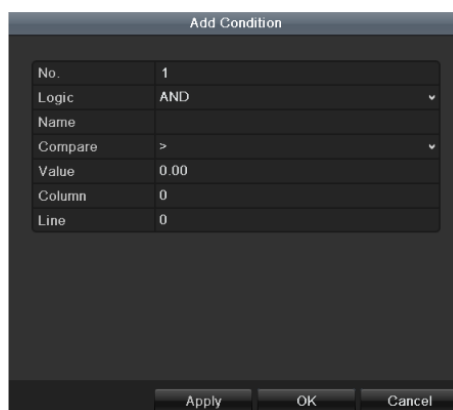 Add Condition
No. 1
Logic AND
Name
Compare >
Value 0.00
Column 0
Line 0
Apply OK Cancel